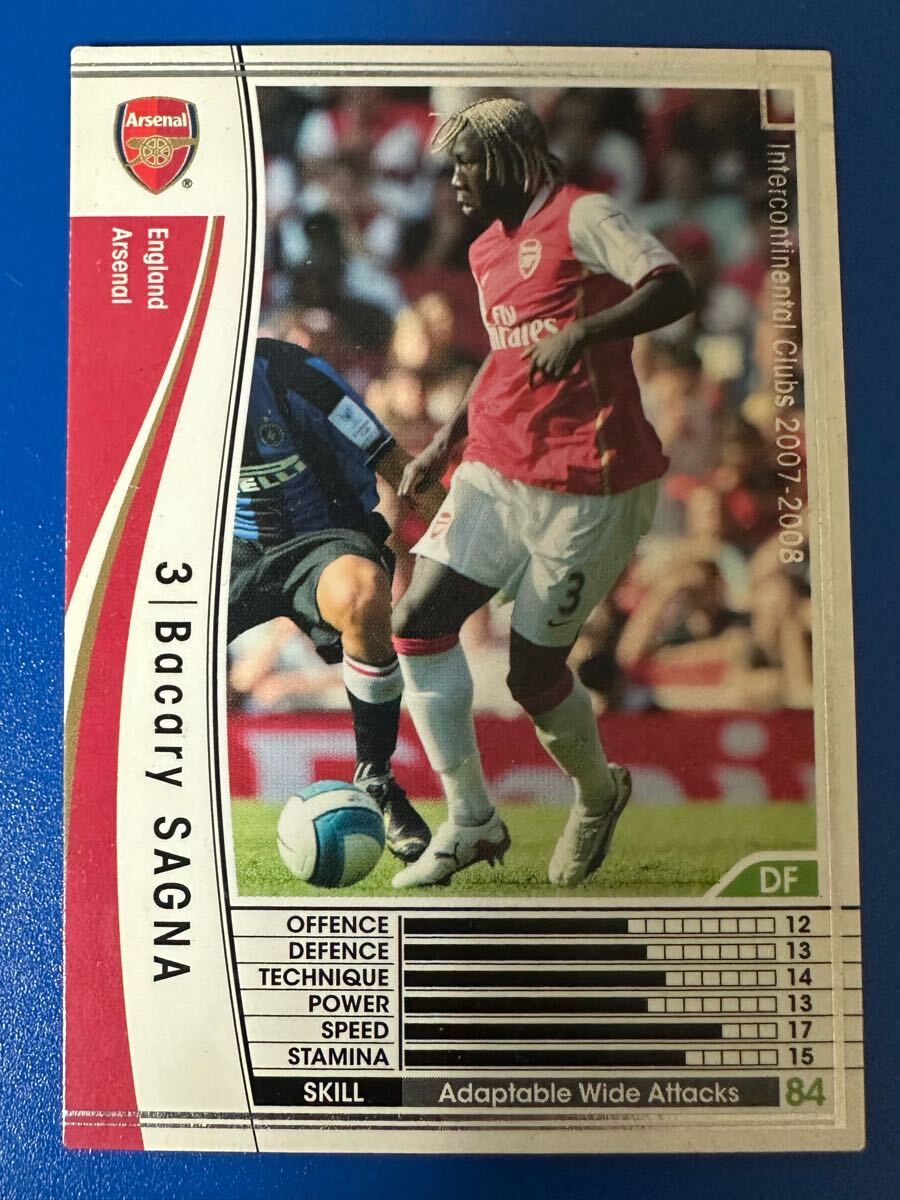 Arsenal
®
England
Arsenal
3 | Bacary SAGNA
Intercontinental Clubs 2007-2008
Fly
Emirates
3
DF
OFFENCE 12
DEFENCE 13
TECHNIQUE 14
POWER 13
SPEED 17
STAMINA 15
SKILL Adaptable Wide Attacks 84